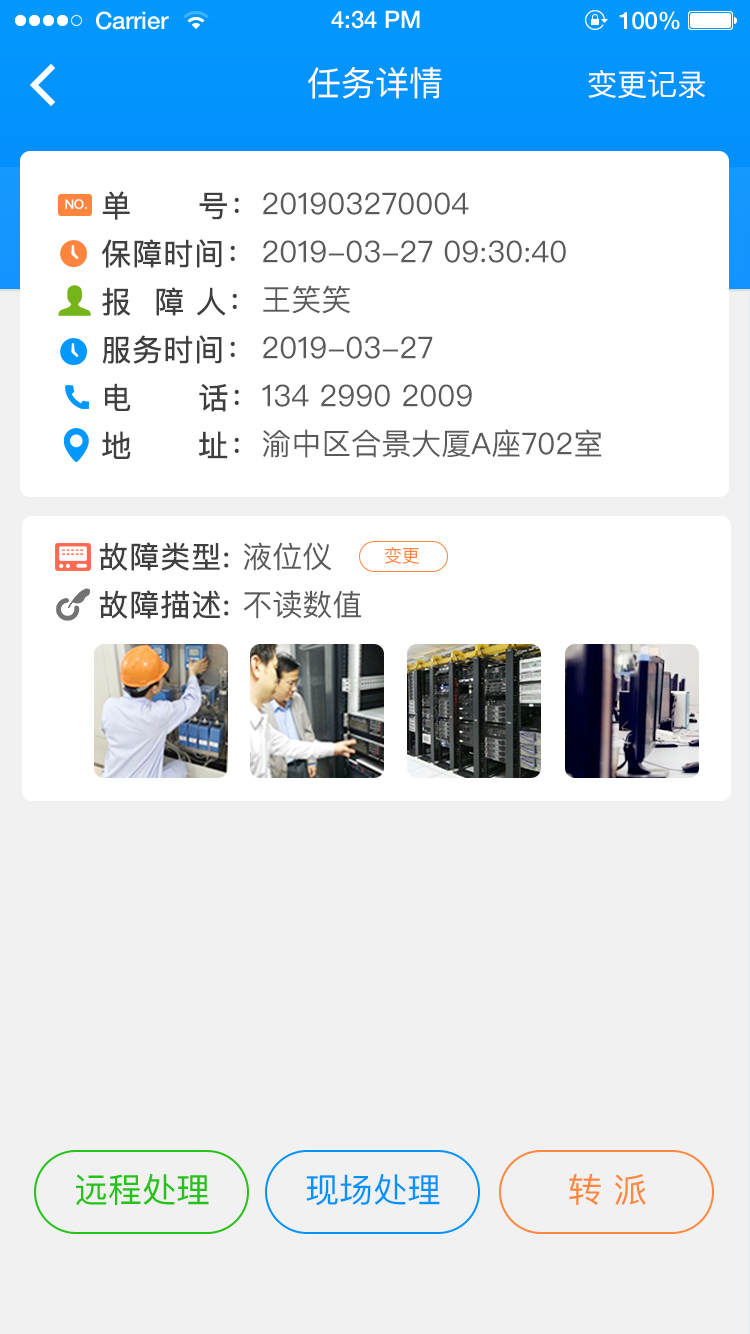 Carrier 4:34 PM 100%
任务详情 变更记录
NO. 单 号： 201903270004
保障时间： 2019-03-27 09:30:40
报 障 人： 王笑笑
服务时间： 2019-03-27
电 话： 134 2990 2009
地 址： 渝中区合景大厦A座702室
故障类型: 液位仪 变更
故障描述: 不读数值
远程处理 现场处理 转 派